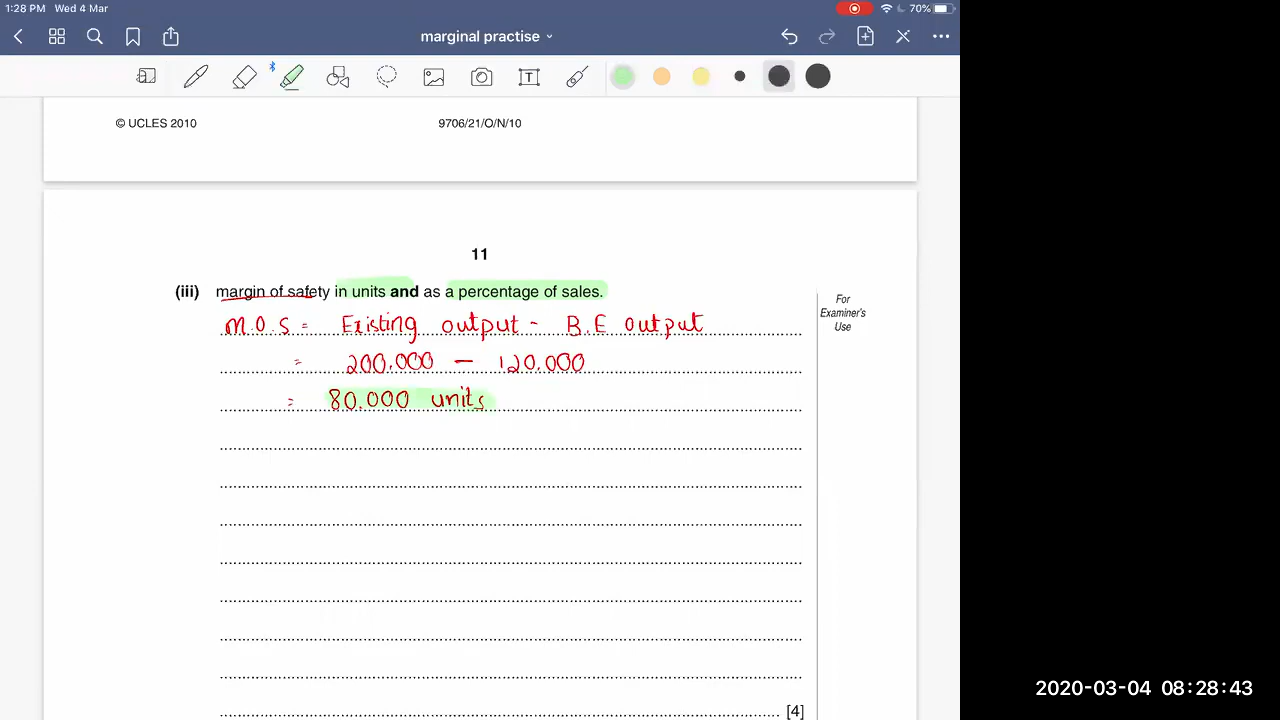 1:28 PM Wed 4 Mar
70%
marginal practise
T
© UCLES 2010
9706/21/O/N/10
11
(iii) margin of safety in units and as a percentage of sales.
For
Examiner's
Use
M.O.S = Existing output - B.E output
= 200.000 - 120.000
= 80.000 units
[4]
2020-03-04 08:28:43